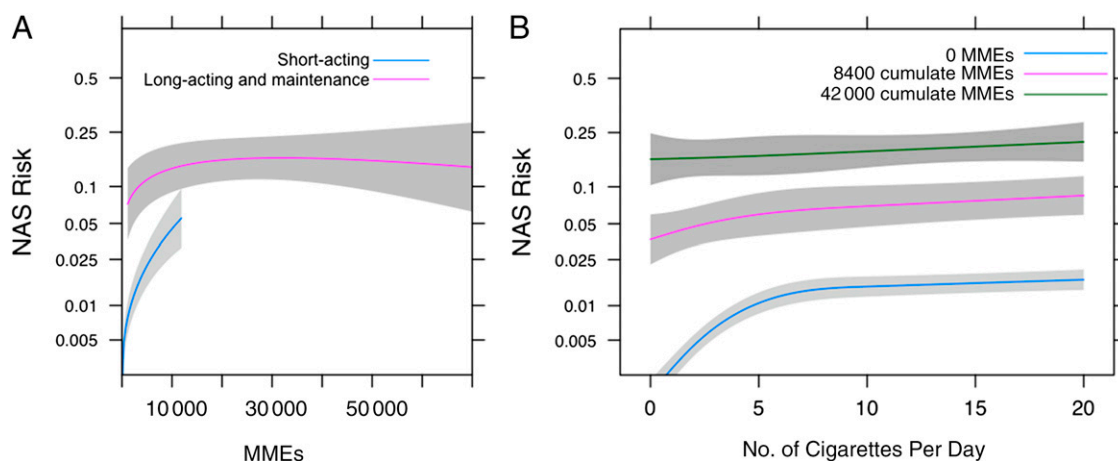 A
Short-acting
Long-acting and maintenance
NAS Risk
0.5
0.25
0.1
0.05
0.025
0.01
0.005
10 000
30 000
50 000
MMEs
B
0 MMEs
8400 cumulate MMEs
42 000 cumulate MMEs
NAS Risk
0.5
0.25
0.1
0.05
0.025
0.01
0.005
0
5
10
15
20
No. of Cigarettes Per Day